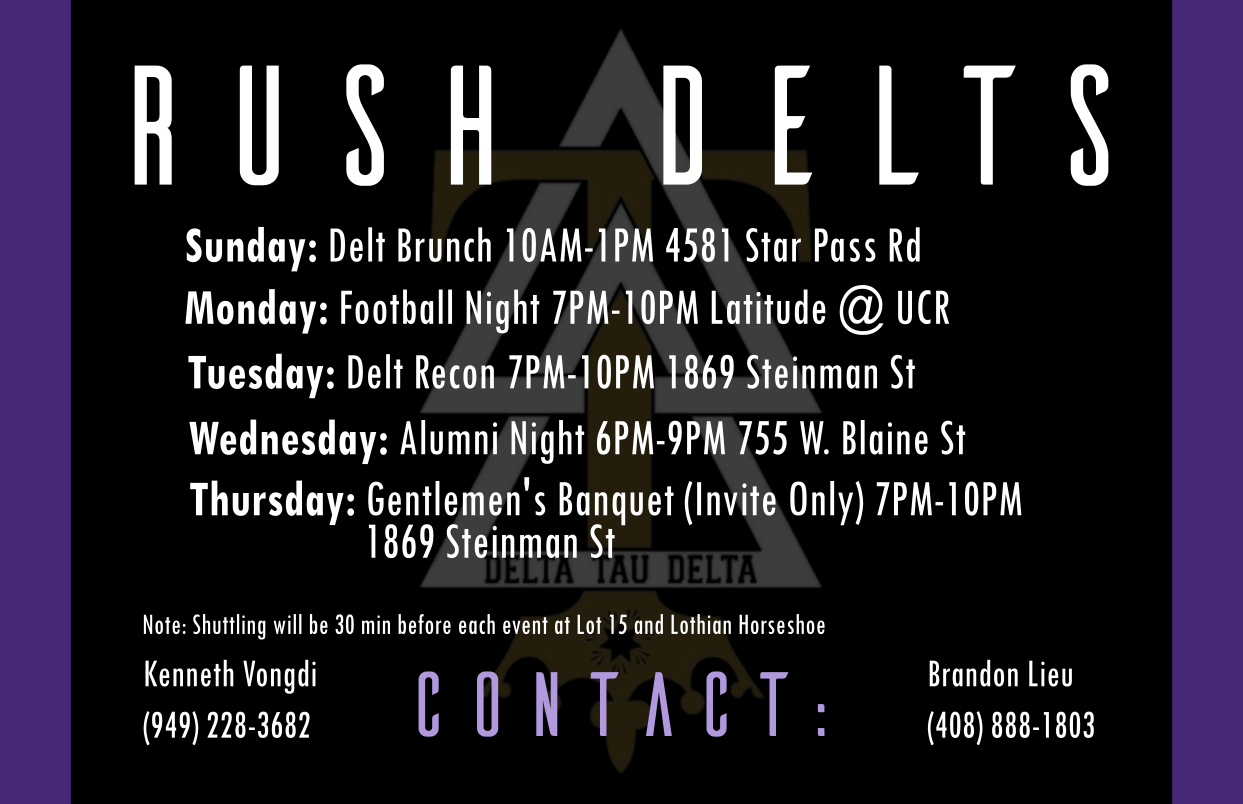 RUSH DELTS
Sunday: Delt Brunch 10AM-1PM 4581 Star Pass Rd
Monday: Football Night 7PM-10PM Latitude @ UCR
Tuesday: Delt Recon 7PM-10PM 1869 Steinman St
Wednesday: Alumni Night 6PM-9PM 755 W. Blaine St
Thursday: Gentlemen's Banquet (Invite Only) 7PM-10PM
1869 Steinman St
DELTA TAU DELTA
Note: Shuttling will be 30 min before each event at Lot 15 and Lothian Horseshoe
Kenneth Vongdi
(949) 228-3682
CONTACT:
Brandon Lieu
(408) 888-1803